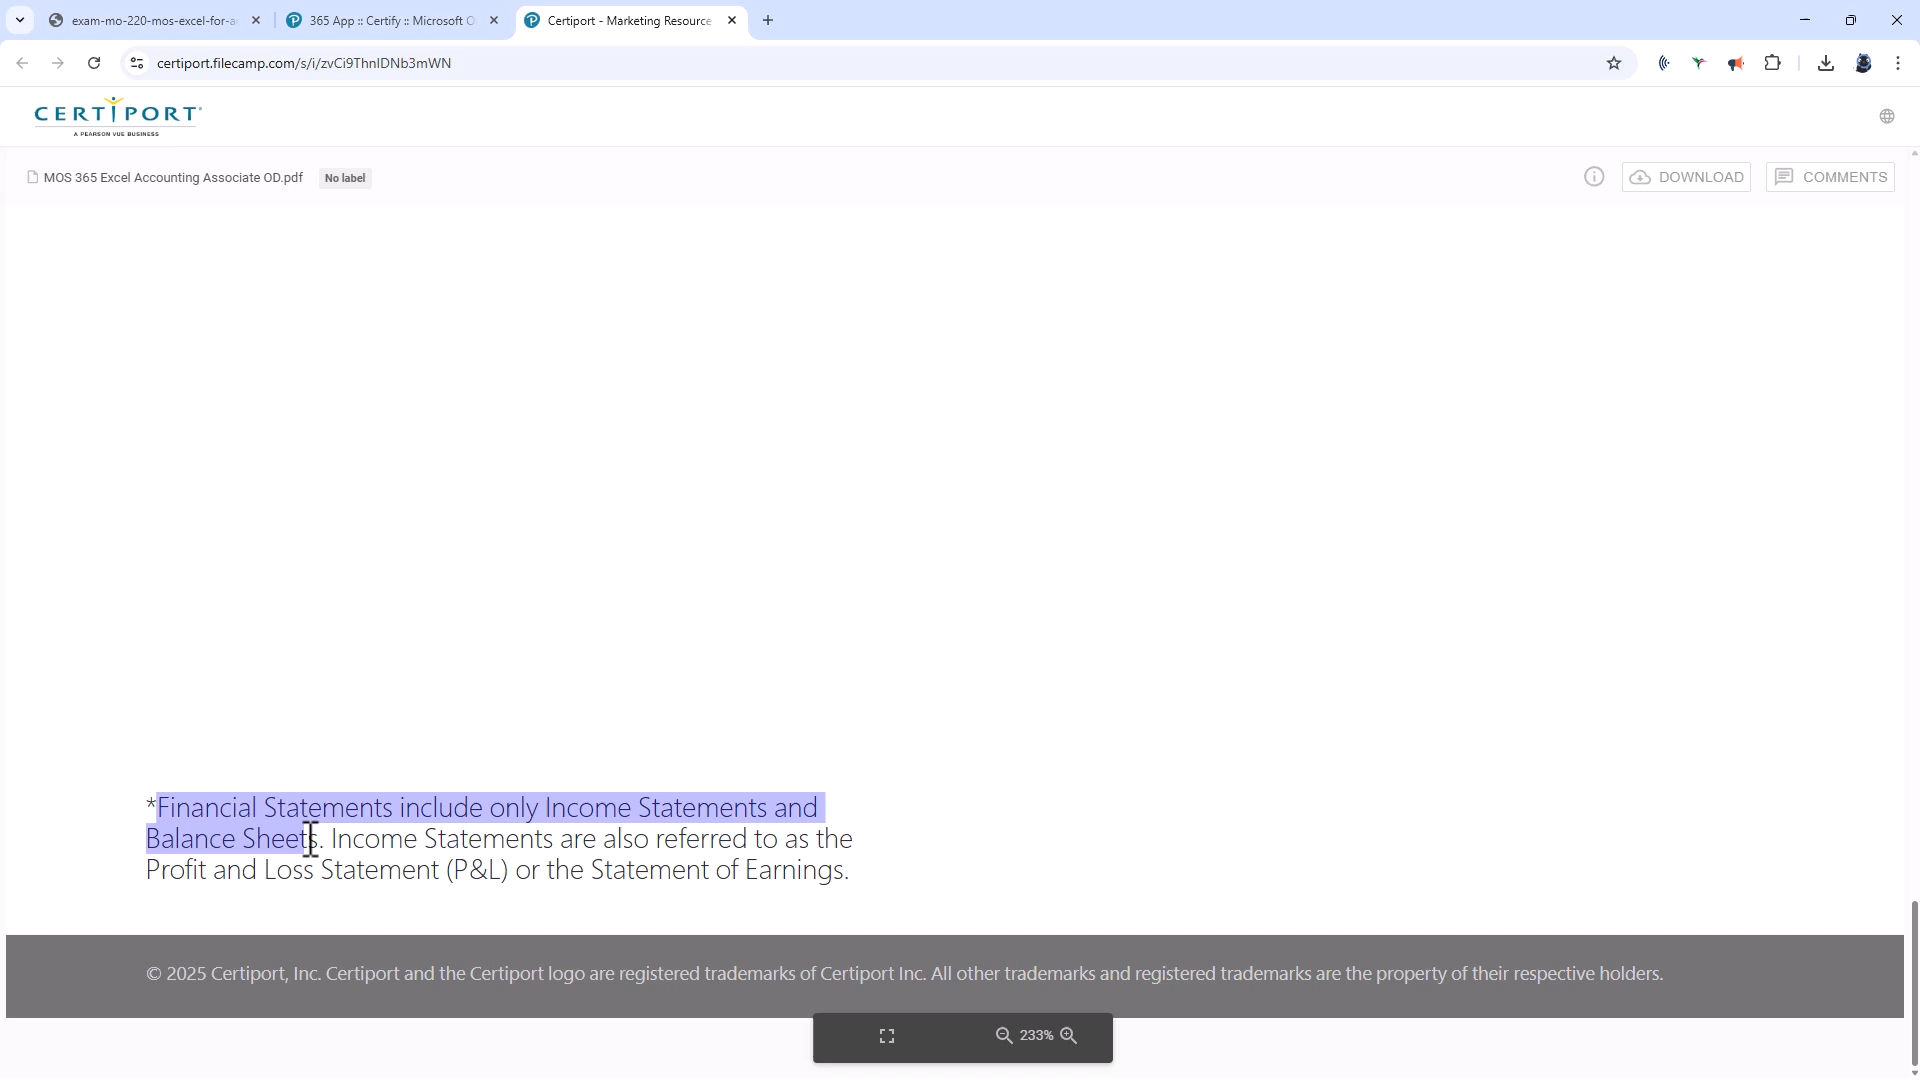 exam-mo-220-mos-excel-for-a
365 App :: Certify :: Microsoft O
Certiport - Marketing Resource
certiport.filecamp.com/s/i/zvCi9ThnlDNb3mWN
CERTIPORT
A PEARSON VUE BUSINESS
MOS 365 Excel Accounting Associate OD.pdf
No label
DOWNLOAD
COMMENTS
*Financial Statements include only Income Statements and
Balance Sheets. Income Statements are also referred to as the
Profit and Loss Statement (P&L) or the Statement of Earnings.
© 2025 Certiport, Inc. Certiport and the Certiport logo are registered trademarks of Certiport Inc. All other trademarks and registered trademarks are the property of their respective holders.
233%